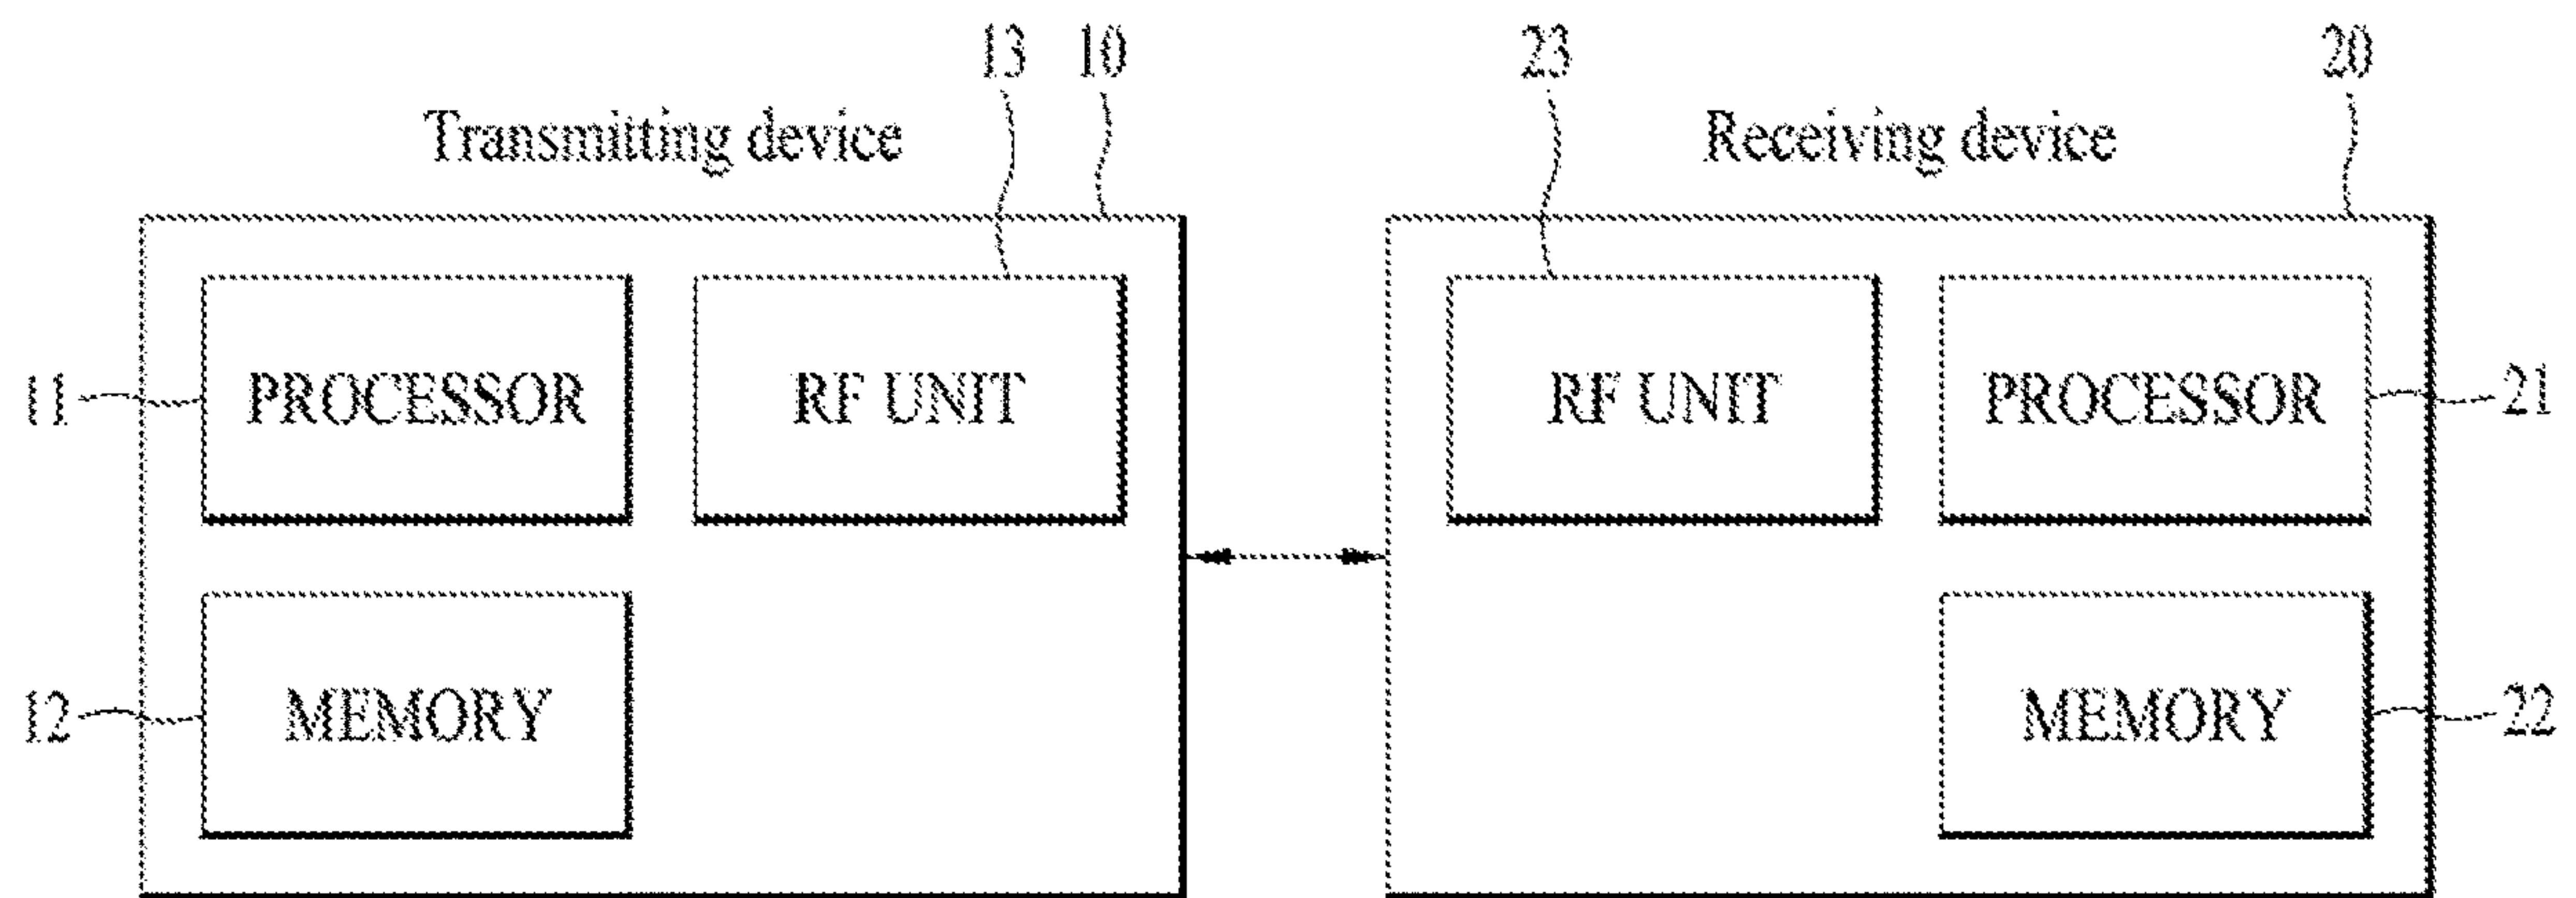 13 10 23 20
Transmitting device Receiving device
11 PROCESSOR RF UNIT RF UNIT PROCESSOR 21
12 MEMORY MEMORY 22